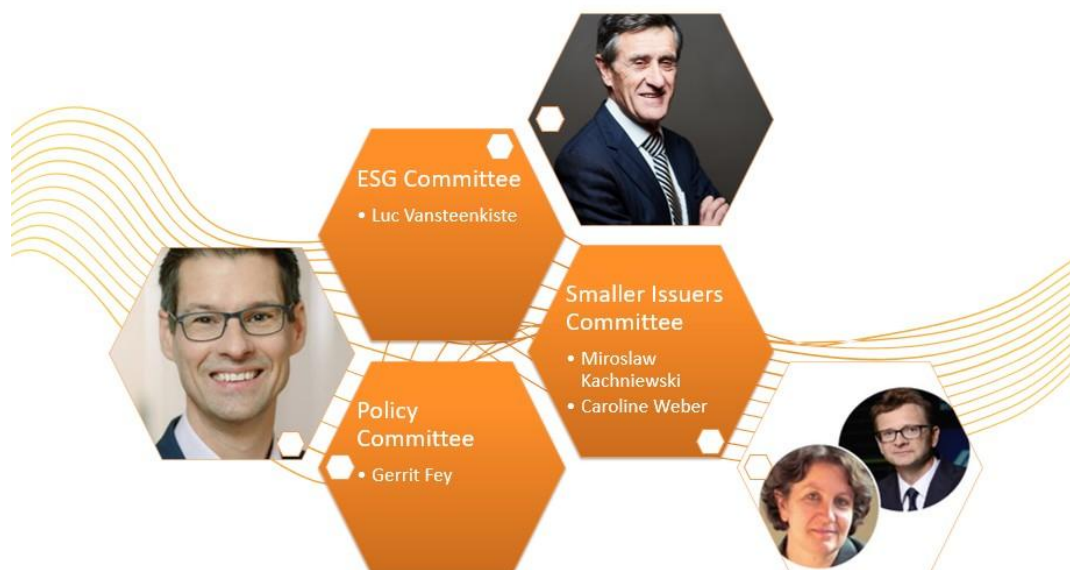 ESG Committee
• Luc Vansteenkiste
Smaller Issuers
Committee
• Miroslaw
Kachniewski
• Caroline Weber
Policy
Committee
• Gerrit Fey